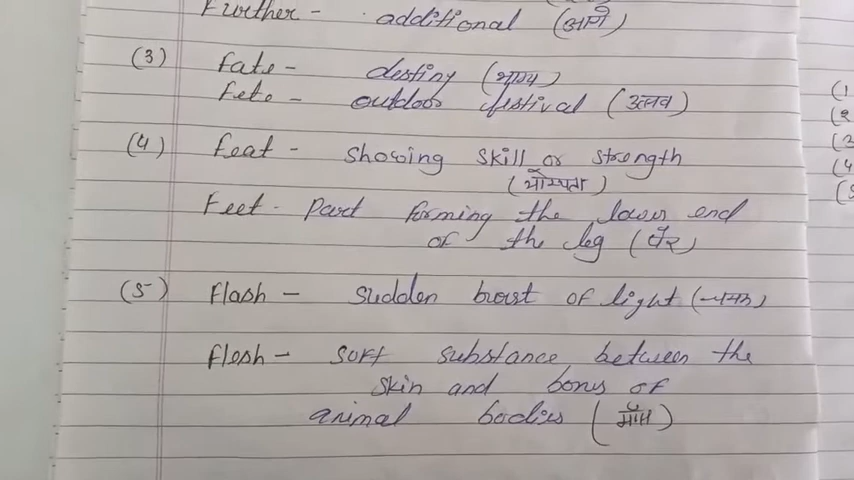 Further - additional (आगे)
(3) Fate - destiny (भाग्य)
Fete - outdoor festival (उत्सव)
(4) Feat - showing skill or strength
(योग्यता)
Feet - part forming the lower end
of the leg (पैर)
(5) Flash - sudden burst of light (चमक)
Flesh - soft substance between the
skin and bones of
animal bodies (माँस)